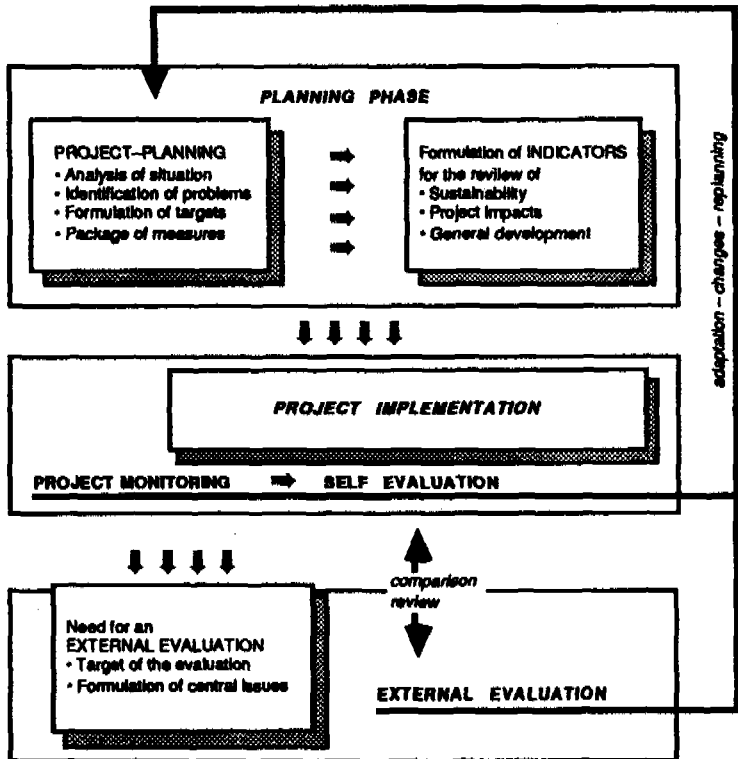 PLANNING PHASE
PROJECT–PLANNING
• Analysis of situation
• Identification of problems
• Formulation of targets
• Package of measures
Formulation of INDICATORS
for the review of
• Sustainability
• Project impacts
• General development
adaptation – changes – replanning
PROJECT IMPLEMENTATION
PROJECT MONITORING
SELF EVALUATION
comparison
review
Need for an
EXTERNAL EVALUATION
• Target of the evaluation
• Formulation of central issues
EXTERNAL EVALUATION